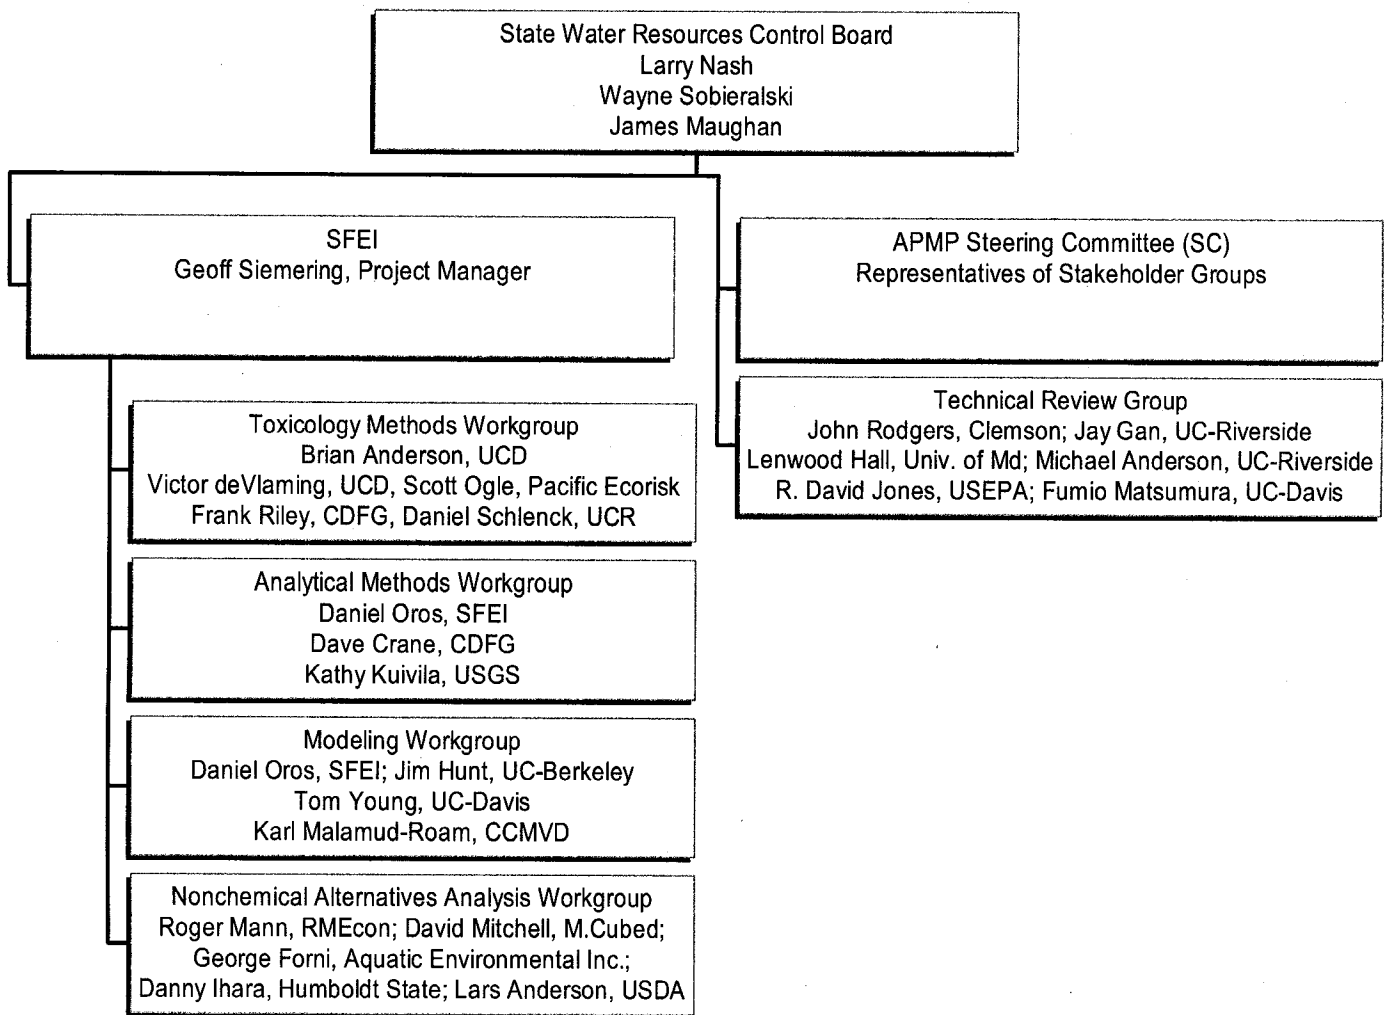 State Water Resources Control Board
Larry Nash
Wayne Sobieralski
James Maughan
SFEI
Geoff Siemering, Project Manager
APMP Steering Committee (SC)
Representatives of Stakeholder Groups
Technical Review Group
John Rodgers, Clemson; Jay Gan, UC-Riverside
Lenwood Hall, Univ. of Md; Michael Anderson, UC-Riverside
R. David Jones, USEPA; Fumio Matsumura, UC-Davis
Toxicology Methods Workgroup
Brian Anderson, UCD
Victor deVlaming, UCD, Scott Ogle, Pacific Ecorisk
Frank Riley, CDFG, Daniel Schlenck, UCR
Analytical Methods Workgroup
Daniel Oros, SFEI
Dave Crane, CDFG
Kathy Kuivila, USGS
Modeling Workgroup
Daniel Oros, SFEI; Jim Hunt, UC-Berkeley
Tom Young, UC-Davis
Karl Malamud-Roam, CCMVD
Nonchemical Alternatives Analysis Workgroup
Roger Mann, RMEcon; David Mitchell, M.Cubed;
George Forni, Aquatic Environmental Inc.;
Danny Ihara, Humboldt State; Lars Anderson, USDA